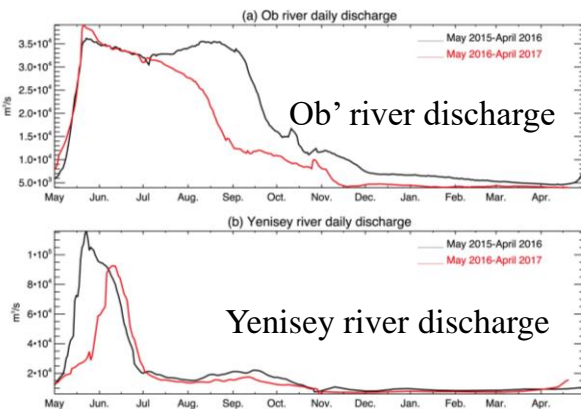 (a) Ob river daily discharge
May 2015-April 2016
May 2016-April 2017
3.5•10⁴
3.0•10⁴
2.5•10⁴
2.0•10⁴
1.5•10⁴
1.0•10⁴
5.0•10³
m³/s
Ob’ river discharge
May Jun. Jul Aug. Sep. Oct. Nov. Dec. Jan. Feb. Mar. Apr.
(b) Yenisey river daily discharge
May 2015-April 2016
May 2016-April 2017
1•10⁵
8•10⁴
6•10⁴
4•10⁴
2•10⁴
m³/s
Yenisey river discharge
May Jun. Jul Aug. Sep. Oct. Nov. Dec. Jan. Feb. Mar. Apr.